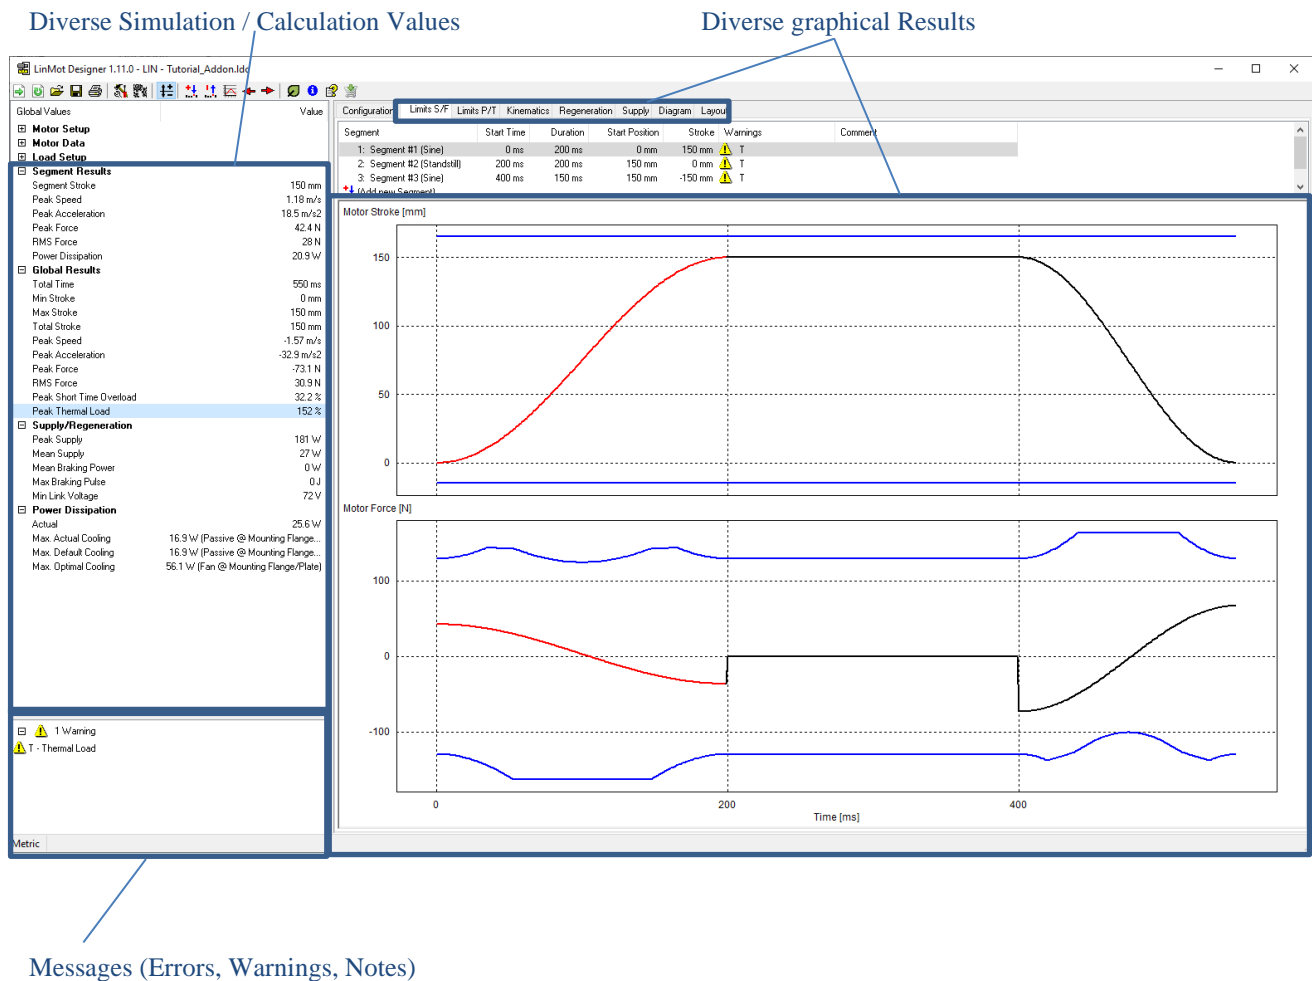 Diverse Simulation / Calculation Values
Diverse graphical Results
LinMot Designer 1.11.0 - LIN - Tutorial_Addon.ldc
Global Values Value
Motor Setup
Motor Data
Load Setup
Segment Results
Segment Stroke 150 mm
Peak Speed 1.18 m/s
Peak Acceleration 18.5 m/s2
Peak Force 42.4 N
RMS Force 28 N
Power Dissipation 20.9 W
Global Results
Total Time 550 ms
Min Stroke 0 mm
Max Stroke 150 mm
Total Stroke 150 mm
Peak Speed -1.57 m/s
Peak Acceleration -32.9 m/s2
Peak Force -73.1 N
RMS Force 30.9 N
Peak Short Time Overload 32.2 %
Peak Thermal Load 152 %
Supply/Regeneration
Peak Supply 181 W
Mean Supply 27 W
Mean Braking Power 0 W
Max Braking Pulse 0 J
Min Link Voltage 72 V
Power Dissipation
Actual 25.6 W
Max. Actual Cooling 16.9 W (Passive @ Mounting Flange...
Max. Default Cooling 16.9 W (Passive @ Mounting Flange...
Max. Optimal Cooling 56.1 W (Fan @ Mounting Flange/Plate)
1 Warning
T - Thermal Load
Metric
Configuration Limits S/F Limits P/T Kinematics Regeneration Supply Diagram Layout
Segment Start Time Duration Start Position Stroke Warnings Comment
1: Segment #1 (Sine) 0 ms 200 ms 0 mm 150 mm T
2: Segment #2 (Standstill) 200 ms 200 ms 150 mm 0 mm T
3: Segment #3 (Sine) 400 ms 150 ms 150 mm -150 mm T
(Add new Segment)
Motor Stroke [mm]
150
100
50
0
Motor Force [N]
100
0
-100
0 200 400
Time [ms]
Messages (Errors, Warnings, Notes)